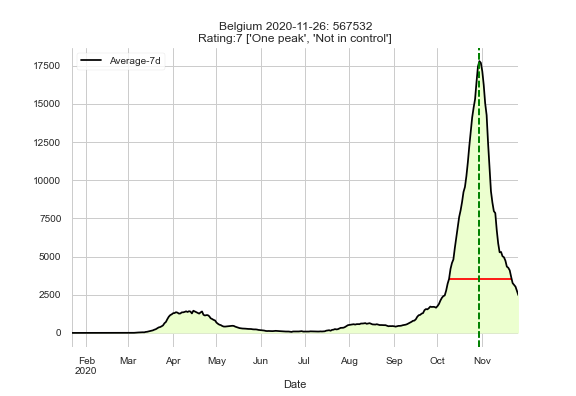 Belgium 2020-11-26: 567532
Rating:7 ['One peak', 'Not in control']
Average-7d
17500
15000
12500
10000
7500
5000
2500
0
Feb Mar Apr May Jun Jul Aug Sep Oct Nov
2020
Date